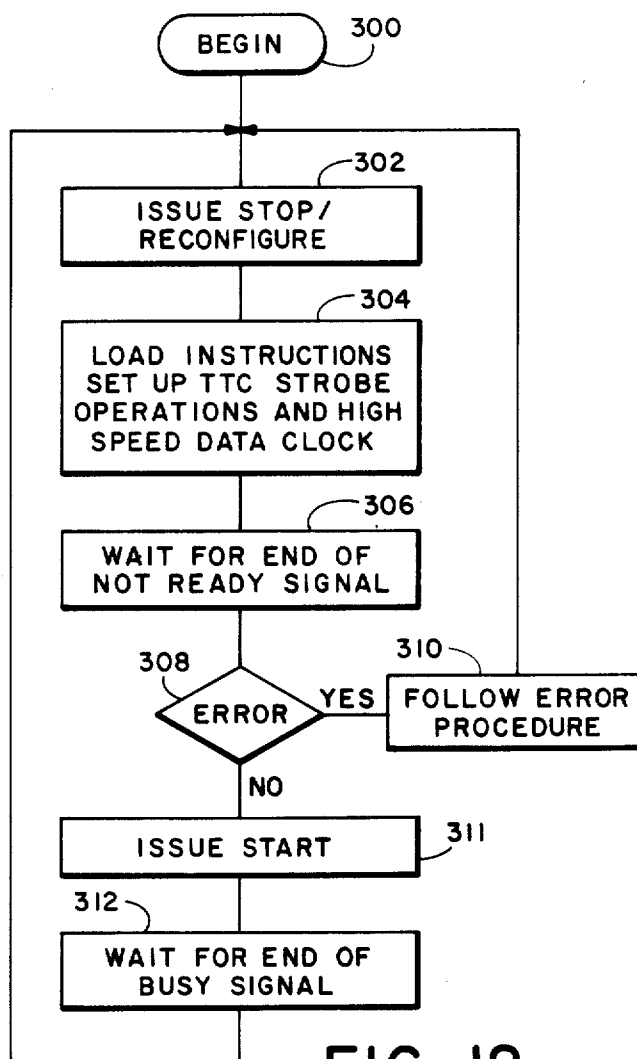 BEGIN
300
302
ISSUE STOP/
RECONFIGURE
304
LOAD INSTRUCTIONS
SET UP TTC STROBE
OPERATIONS AND HIGH
SPEED DATA CLOCK
306
WAIT FOR END OF
NOT READY SIGNAL
308
ERROR
YES
310
FOLLOW ERROR
PROCEDURE
NO
ISSUE START
311
312
WAIT FOR END OF
BUSY SIGNAL